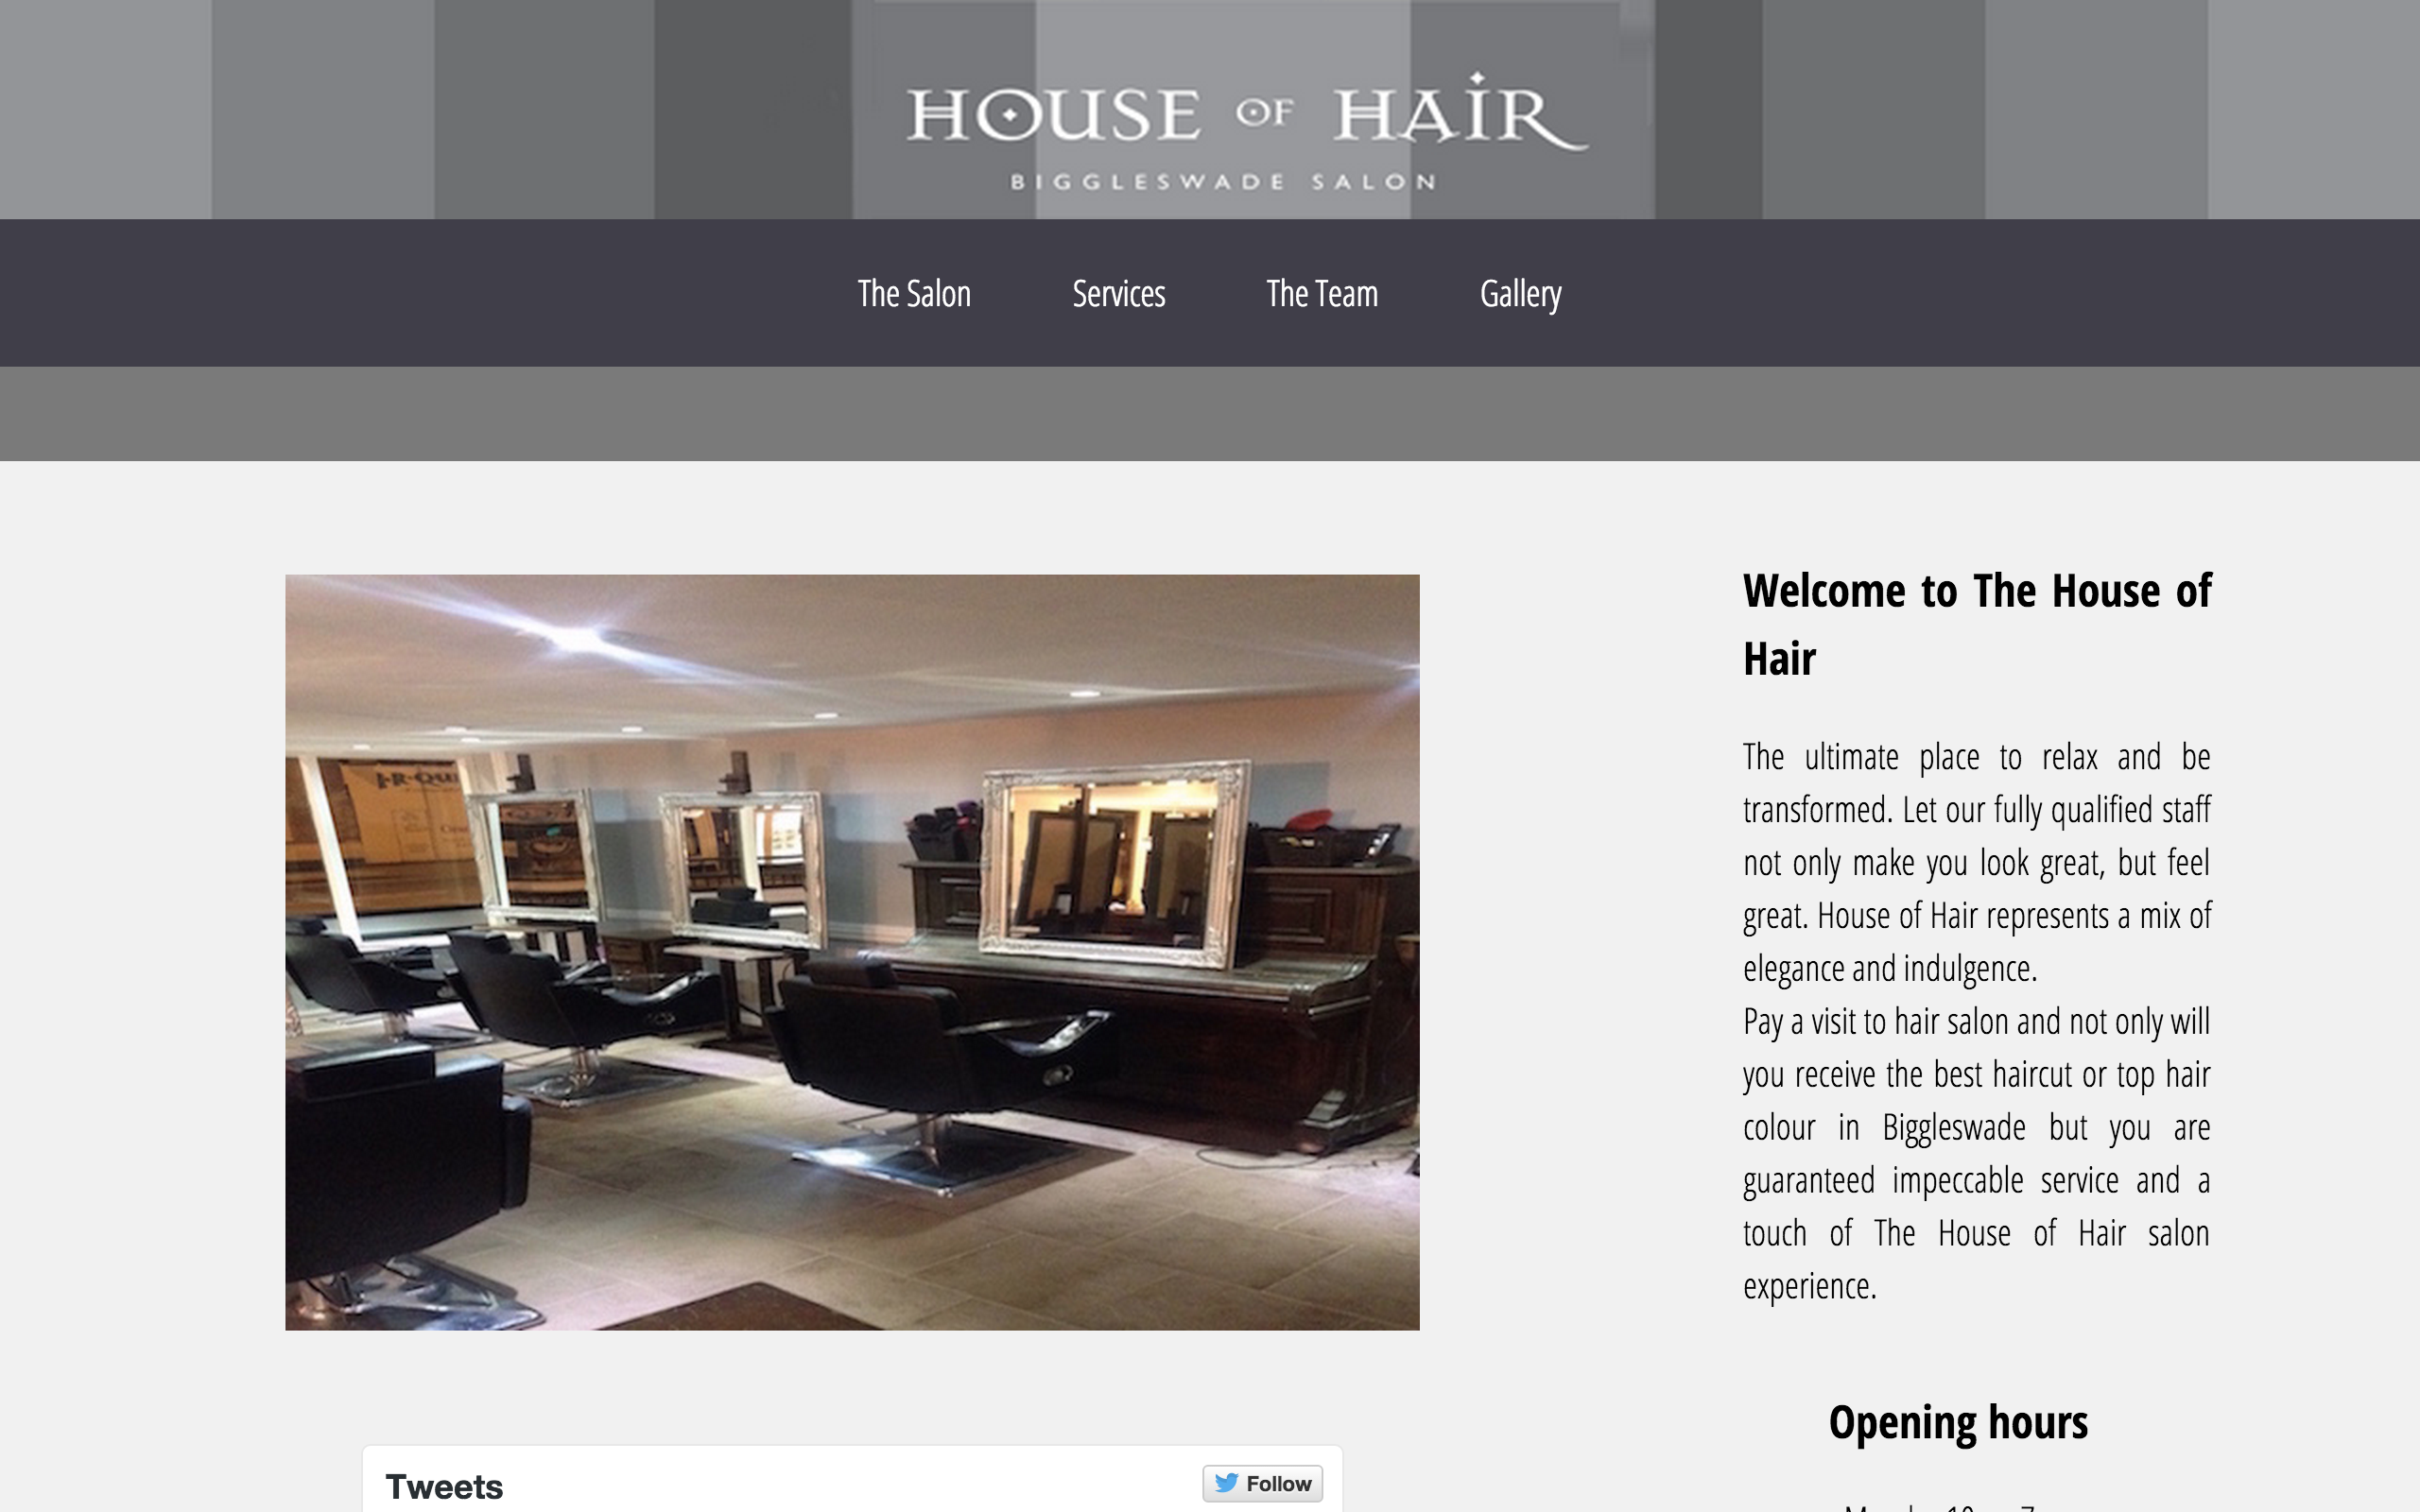 HOUSE OF HAIR
BIGGLESWADE SALON
The Salon
Services
The Team
Gallery
Welcome to The House of
Hair
The ultimate place to relax and be
transformed. Let our fully qualified staff
not only make you look great, but feel
great. House of Hair represents a mix of
elegance and indulgence.
Pay a visit to hair salon and not only will
you receive the best haircut or top hair
colour in Biggleswade but you are
guaranteed impeccable service and a
touch of The House of Hair salon
experience.
Opening hours
Tweets
Follow